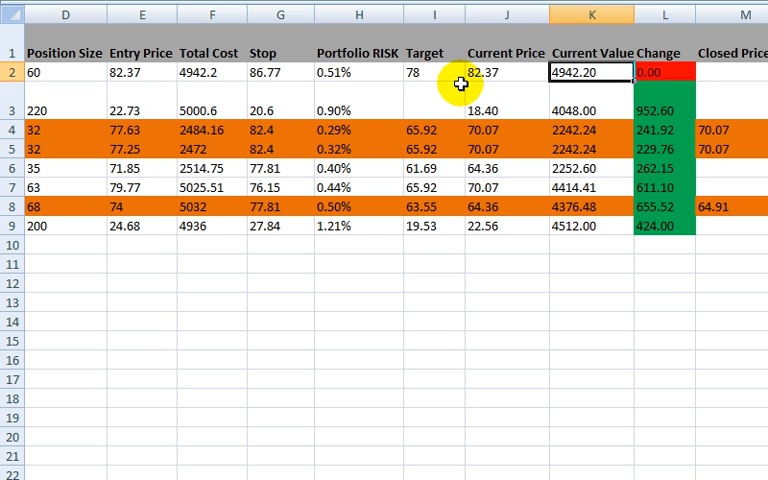 D E F G H I J K L M
1 Position Size Entry Price Total Cost Stop Portfolio RISK Target Current Price Current Value Change Closed Price
2 60 82.37 4942.2 86.77 0.51% 78 82.37 4942.20 0.00
3 220 22.73 5000.6 20.6 0.90% 18.40 4048.00 952.60
4 32 77.63 2484.16 82.4 0.29% 65.92 70.07 2242.24 241.92 70.07
5 32 77.25 2472 82.4 0.32% 65.92 70.07 2242.24 229.76 70.07
6 35 71.85 2514.75 77.81 0.40% 61.69 64.36 2252.60 262.15
7 63 79.77 5025.51 76.15 0.44% 65.92 70.07 4414.41 611.10
8 68 74 5032 77.81 0.50% 63.55 64.36 4376.48 655.52 64.91
9 200 24.68 4936 27.84 1.21% 19.53 22.56 4512.00 424.00
10
11
12
13
14
15
16
17
18
19
20
21
22